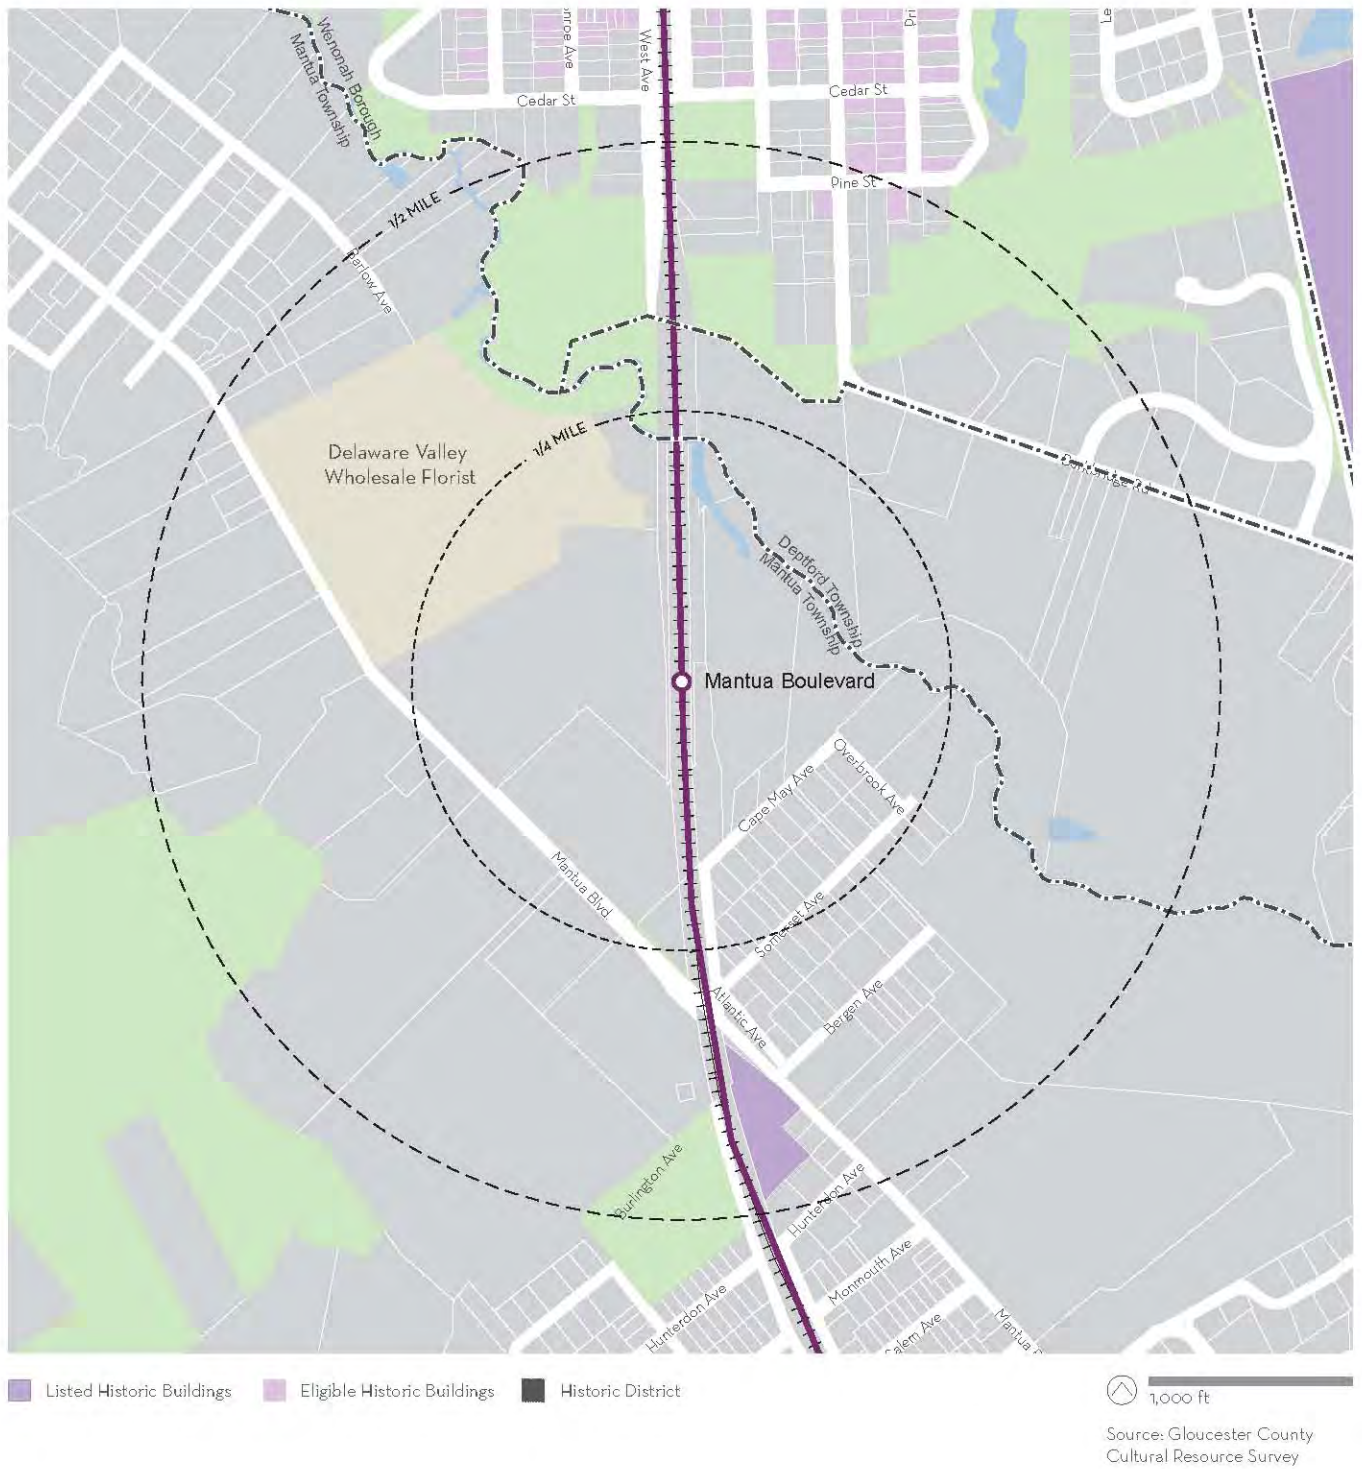 Wenonah Borough
Mantua Township
West Ave
Cedar St
Cedar St
Pine St
1/2 MILE
Barlow Ave
1/4 MILE
Delaware Valley
Wholesale Florist
Deptford Township
Mantua Township
Mantua Boulevard
Overbrook Ave
Cape May Ave
Mantua Blvd.
Somerset Ave
Atlantic Ave
Bergen Ave
Burlington Ave
Hunterdon Ave
Monmouth Ave
Hunterdon Ave
Salem Ave
Mantua
Listed Historic Buildings
Eligible Historic Buildings
Historic District
1,000 ft
Source: Gloucester County
Cultural Resource Survey